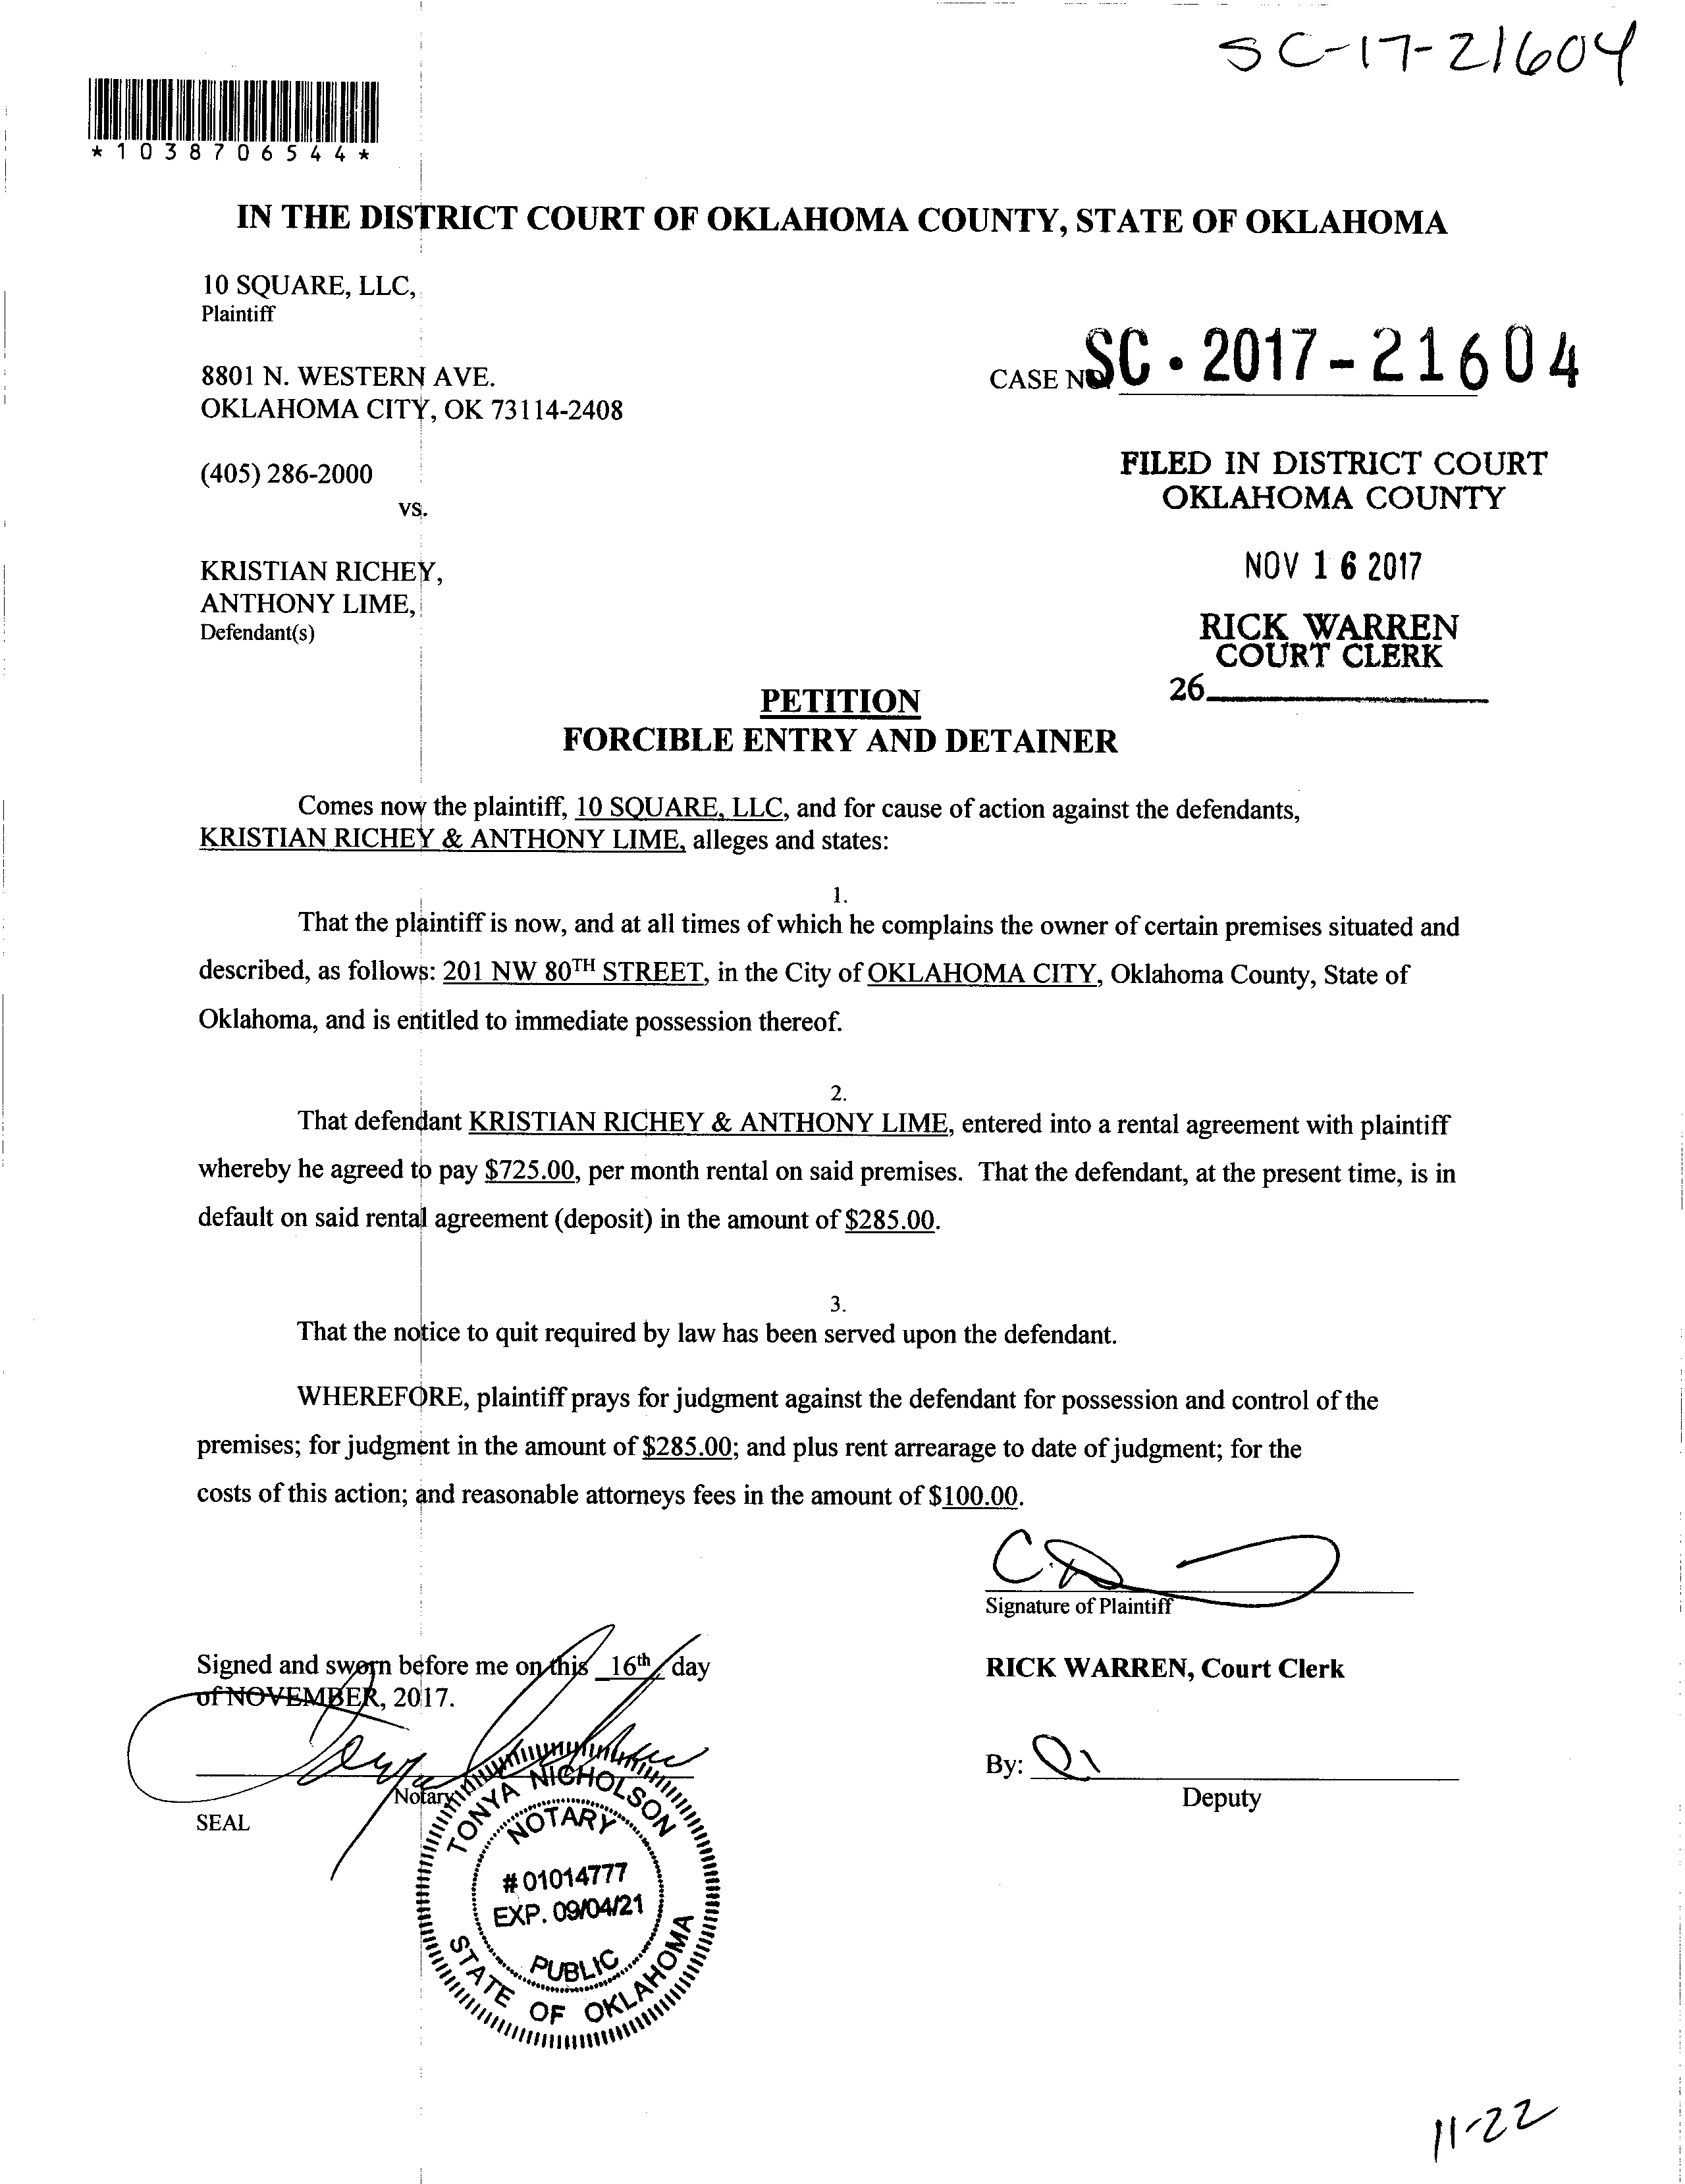 SC-17-21604
*1038706544*
IN THE DISTRICT COURT OF OKLAHOMA COUNTY, STATE OF OKLAHOMA
10 SQUARE, LLC,
Plaintiff
8801 N. WESTERN AVE.
OKLAHOMA CITY, OK 73114-2408
CASE NO. SC - 2017 - 21604
(405) 286-2000
vs.
FILED IN DISTRICT COURT
OKLAHOMA COUNTY
NOV 16 2017
KRISTIAN RICHEY,
ANTHONY LIME,
Defendant(s)
RICK WARREN
COURT CLERK
26
PETITION
FORCIBLE ENTRY AND DETAINER
Comes now the plaintiff, 10 SQUARE, LLC, and for cause of action against the defendants,
KRISTIAN RICHEY & ANTHONY LIME, alleges and states:
1.
That the plaintiff is now, and at all times of which he complains the owner of certain premises situated and
described, as follows: 201 NW 80TH STREET, in the City of OKLAHOMA CITY, Oklahoma County, State of
Oklahoma, and is entitled to immediate possession thereof.
2.
That defendant KRISTIAN RICHEY & ANTHONY LIME, entered into a rental agreement with plaintiff
whereby he agreed to pay $725.00, per month rental on said premises. That the defendant, at the present time, is in
default on said rental agreement (deposit) in the amount of $285.00.
3.
That the notice to quit required by law has been served upon the defendant.
WHEREFORE, plaintiff prays for judgment against the defendant for possession and control of the
premises; for judgment in the amount of $285.00; and plus rent arrearage to date of judgment; for the
costs of this action; and reasonable attorneys fees in the amount of $100.00.
Signature of Plaintiff
Signed and sworn before me on this 16th day
of NOVEMBER, 2017.
RICK WARREN, Court Clerk
By:
Deputy
Notary
SEAL
TONYA NICHOLSON
NOTARY
#01014777
EXP. 09/04/21
PUBLIC
STATE OF OKLAHOMA
11-22